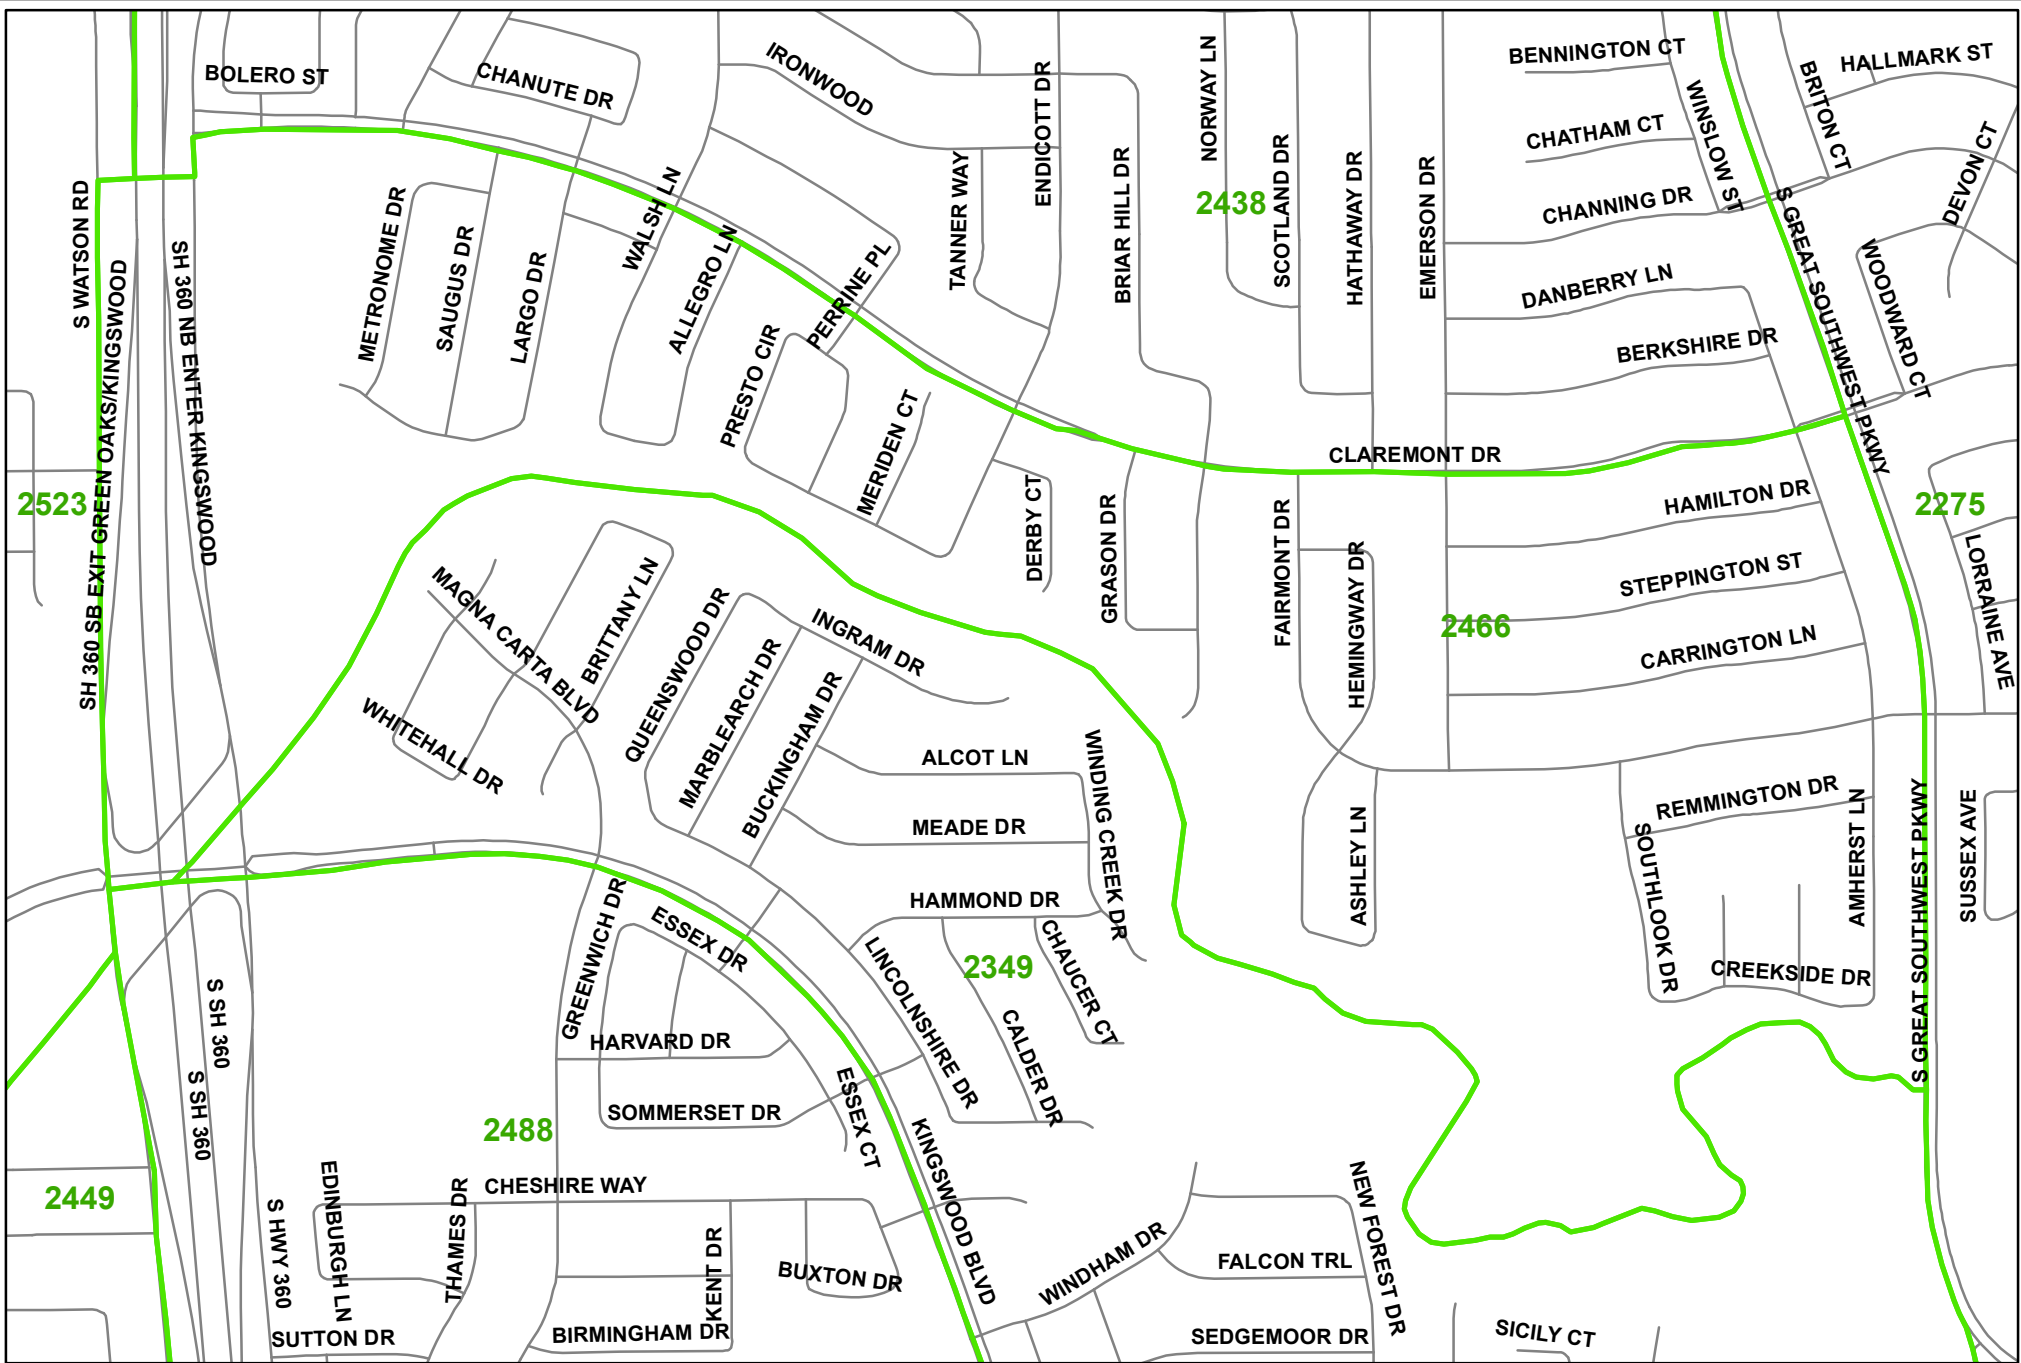 BOLERO ST
CHANUTE DR
IRONWOOD
ENDICOTT DR
NORWAY LN
BENNINGTON CT
HALLMARK ST
BRITON CT
WINSLOW ST
CHATHAM CT
DEVON CT
S WATSON RD
METRONOME DR
SAUGUS DR
LARGO DR
WALSH LN
ALLEGRO LN
PERRINE PL
TANNER WAY
BRIAR HILL DR
2438
SCOTLAND DR
HATHAWAY DR
EMERSON DR
CHANNING DR
S GREAT SOUTHWEST PKWY
WOODWARD CT
DANBERRY LN
BERKSHIRE DR
SH 360 SB EXIT GREEN OAKS/KINGSWOOD
SH 360 NB ENTER KINGSWOOD
PRESTO CIR
MERIDEN CT
CLAREMONT DR
2523
DERBY CT
GRASON DR
FAIRMONT DR
HEMINGWAY DR
HAMILTON DR
2275
STEPPINGTON ST
2466
LORRAINE AVE
CARRINGTON LN
MAGNA CARTA BLVD
BRITTANY LN
QUEENSWOOD DR
INGRAM DR
MARBLEARCH DR
BUCKINGHAM DR
WHITEHALL DR
ALCOT LN
WINDING CREEK DR
MEADE DR
ASHLEY LN
REMMINGTON DR
SOUTHLOOK DR
AMHERST LN
S GREAT SOUTHWEST PKWY
SUSSEX AVE
HAMMOND DR
GREENWICH DR
ESSEX DR
LINCOLNSHIRE DR
2349
CHAUCER CT
CREEKSIDE DR
S SH 360
HARVARD DR
CALDER DR
S SH 360
SOMMERSET DR
ESSEX CT
2488
KINGSWOOD BLVD
2449
EDINBURGH LN
THAMES DR
CHESHIRE WAY
NEW FOREST DR
S HWY 360
KENT DR
BUXTON DR
WINDHAM DR
FALCON TRL
SUTTON DR
BIRMINGHAM DR
SEDGEMOOR DR
SICILY CT